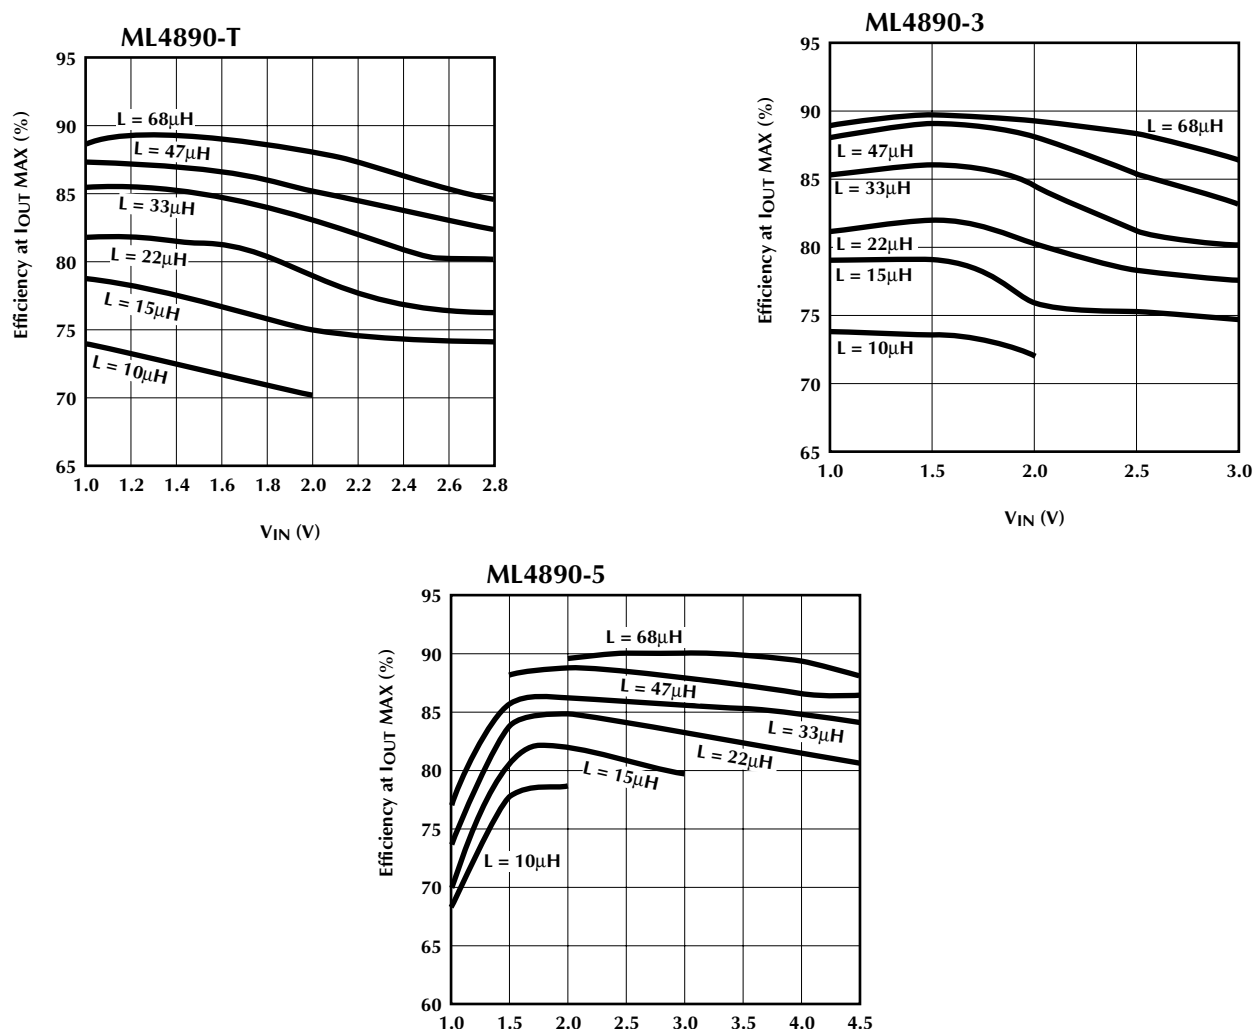 ML4890-T
Efficiency at IOUT MAX (%)
95
90
85
80
75
70
65
L = 68μH
L = 47μH
L = 33μH
L = 22μH
L = 15μH
L = 10μH
1.0 1.2 1.4 1.6 1.8 2.0 2.2 2.4 2.6 2.8
VIN (V)
ML4890-3
Efficiency at IOUT MAX (%)
95
90
85
80
75
70
65
L = 68μH
L = 47μH
L = 33μH
L = 22μH
L = 15μH
L = 10μH
1.0 1.5 2.0 2.5 3.0
VIN (V)
ML4890-5
Efficiency at IOUT MAX (%)
95
90
85
80
75
70
65
60
L = 68μH
L = 47μH
L = 33μH
L = 22μH
L = 15μH
L = 10μH
1.0 1.5 2.0 2.5 3.0 3.5 4.0 4.5